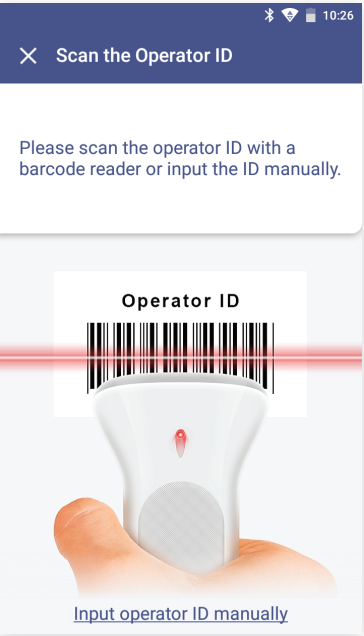 10:26
Scan the Operator ID
Please scan the operator ID with a
barcode reader or input the ID manually.
Operator ID
Input operator ID manually